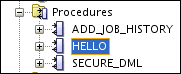 Procedures
ADD_JOB_HISTORY
HELLO
SECURE_DML